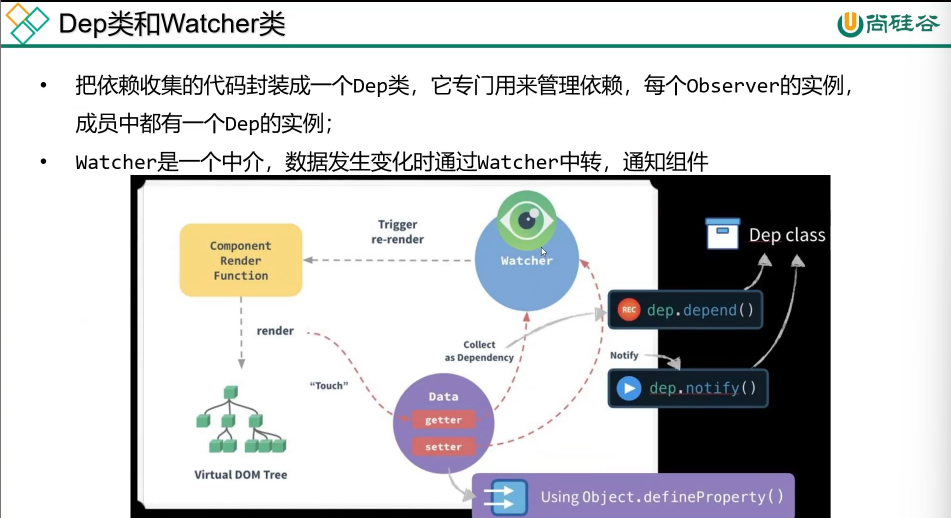 Dep类和Watcher类
尚硅谷
• 把依赖收集的代码封装成一个Dep类，它专门用来管理依赖，每个Observer的实例，
成员中都有一个Dep的实例；
• Watcher是一个中介，数据发生变化时通过Watcher中转，通知组件
Trigger
re-render
Component
Render
Function
Watcher
Dep class
REC dep.depend()
render
Collect
as Dependency
Notify
"Touch"
dep.notify()
Data
getter
setter
Virtual DOM Tree
Using Object.defineProperty()